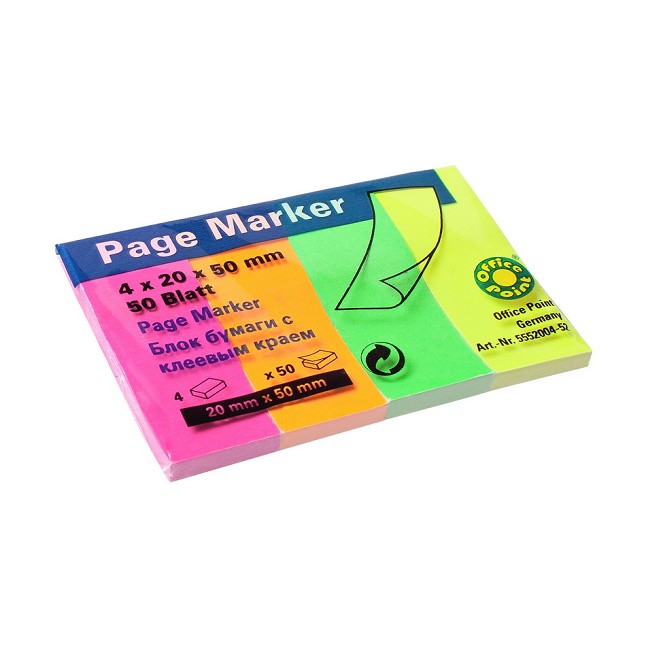 Page Marker
4 x 20 x 50 mm
50 Blatt
Page Marker
Блок бумаги с
клеевым краем
4
x 50
20 mm x 50 mm
Office
Point
Office Point
Germany
Art.-Nr. 5552004-52